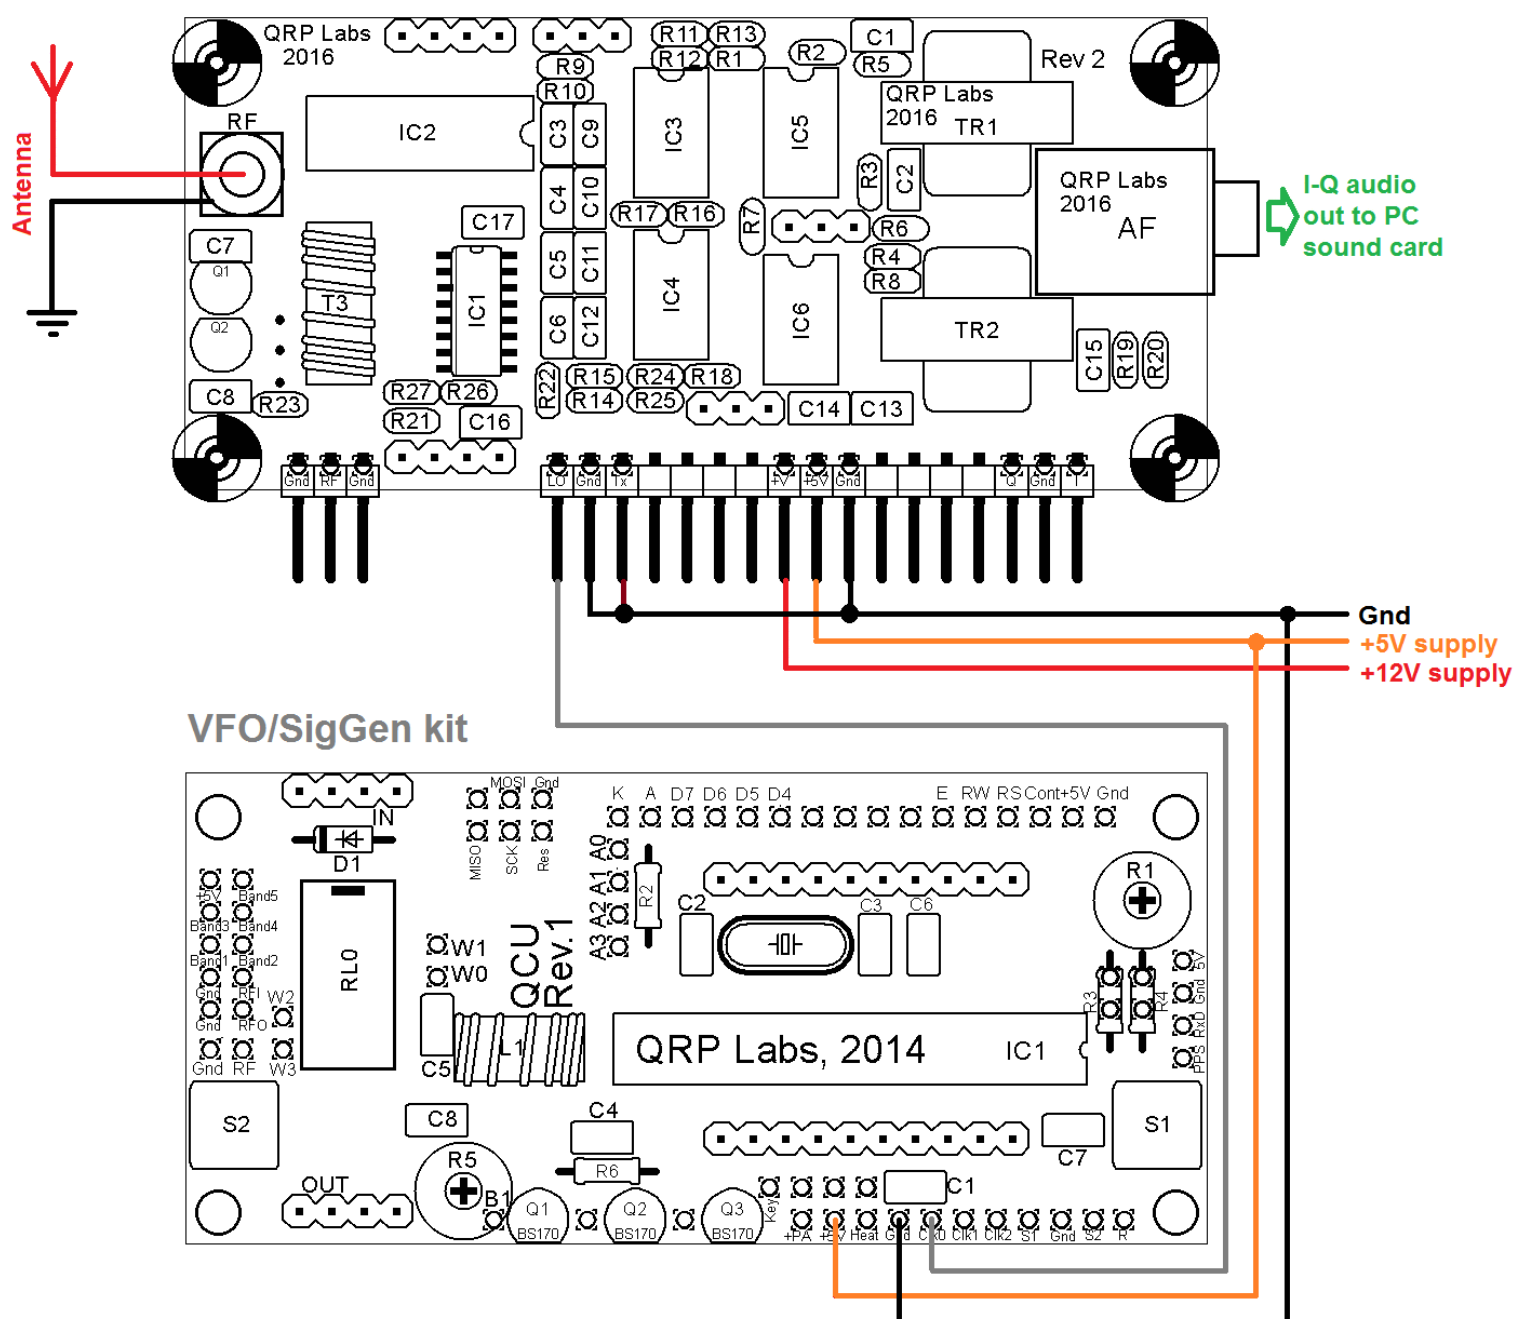 QRP Labs
2016
R11
R13
R12
R1
R2
C1
R5
Rev 2
R9
R10
RF
IC2
C3
C9
IC3
IC5
QRP Labs
2016
TR1
Antenna
C4
C10
R3
C2
QRP Labs
2016
AF
I-Q audio
out to PC
sound card
C17
R17
R16
R7
R6
C7
Q1
T3
IC1
C5
C11
IC4
R4
R8
IC6
Q2
C6
C12
TR2
C15
R19
R20
C8
R23
R27
R26
R21
C16
R22
R15
R14
R24
R25
R18
C14
C13
Gnd
RF
Gnd
LO
Gnd
Tx
+V
+5V
Gnd
Q
Gnd
I
Gnd
+5V supply
+12V supply
VFO/SigGen kit
MOSI
Gnd
IN
MISO
SCK
Res
K
A
D7
D6
D5
D4
E
RW
RS
Cont
+5V
Gnd
D1
A0
A1
A2
A3
R2
R1
+5V
Band5
Band3
Band4
Band1
Band2
Gnd
RFI
Gnd
RFO
Gnd
RF
W2
W3
RL0
W1
W0
QCU
Rev.1
C2
C3
C6
R3
R4
5V
Gnd
RxD
PPS
C5
L1
QRP Labs, 2014
IC1
S2
C8
C4
R5
R6
C7
S1
OUT
B1
Q1
BS170
Q2
BS170
Q3
BS170
Key
C1
+PA
+5V
Heat
Gnd
Clk0
Clk1
Clk2
S1
Gnd
S2
R